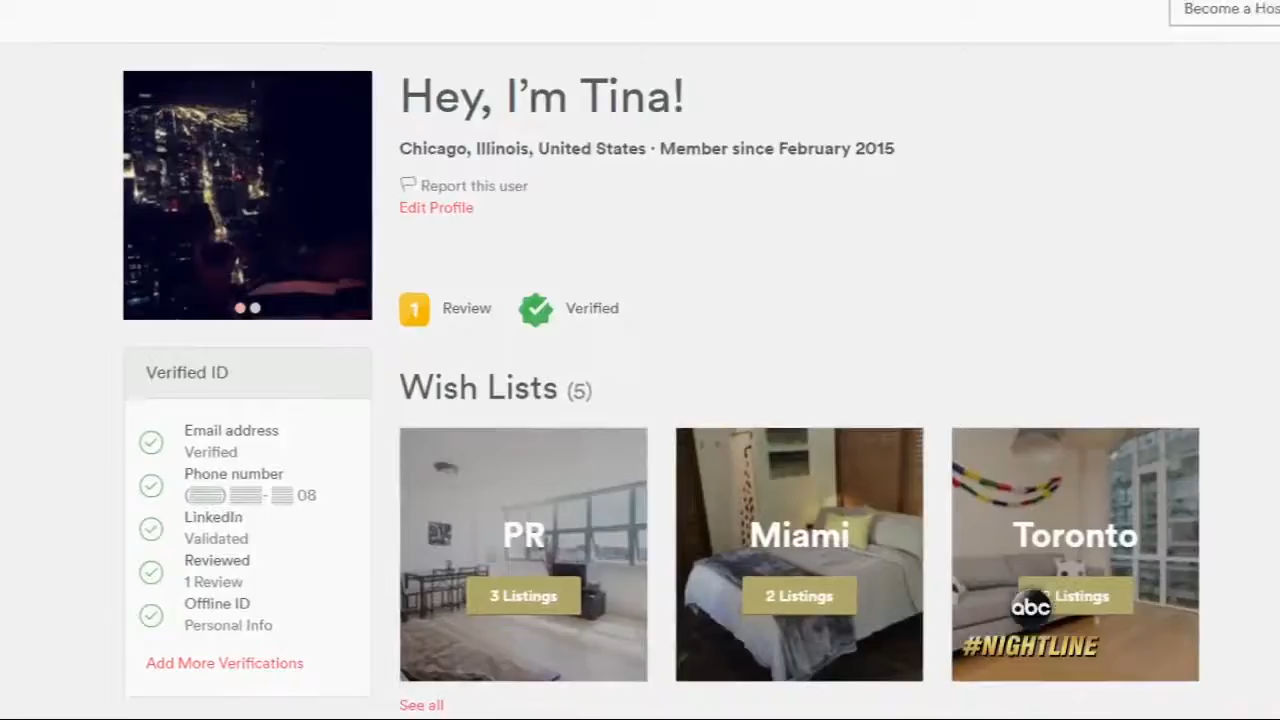 Become a Hos
Hey, I'm Tina!
Chicago, Illinois, United States · Member since February 2015
Report this user
Edit Profile
1 Review
Verified
Verified ID
Email address
Verified
Phone number
08
LinkedIn
Validated
Reviewed
1 Review
Offline ID
Personal Info
Add More Verifications
Wish Lists (5)
PR
3 Listings
Miami
2 Listings
Toronto
Listings
abc
#NIGHTLINE
See all